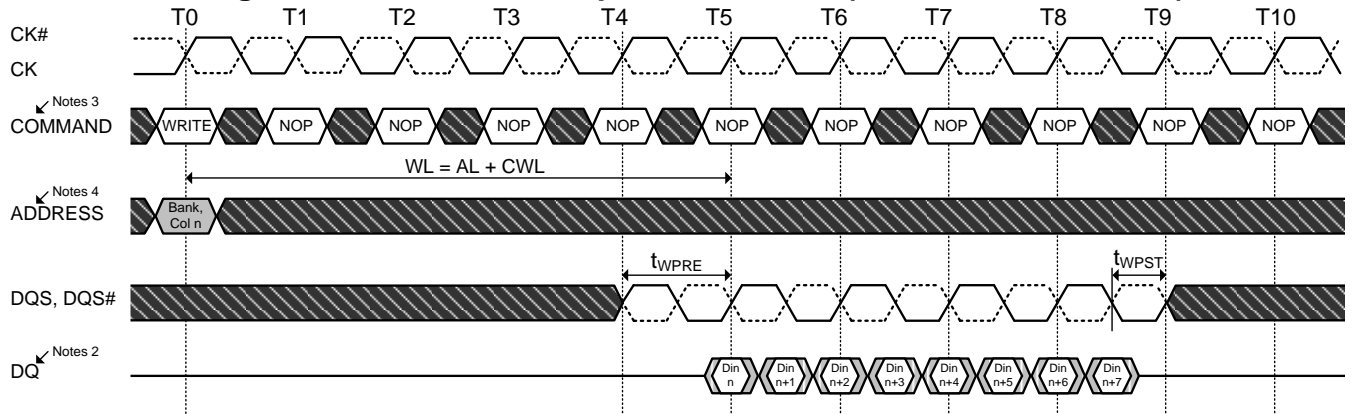 T0 T1 T2 T3 T4 T5 T6 T7 T8 T9 T10
CK#
CK
Notes 3
COMMAND
WRITE NOP NOP NOP NOP NOP NOP NOP NOP NOP NOP
WL = AL + CWL
Notes 4
ADDRESS
Bank,
Col n
tWPRE
tWPST
DQS, DQS#
Notes 2
DQ
Din
n
Din
n+1
Din
n+2
Din
n+3
Din
n+4
Din
n+5
Din
n+6
Din
n+7